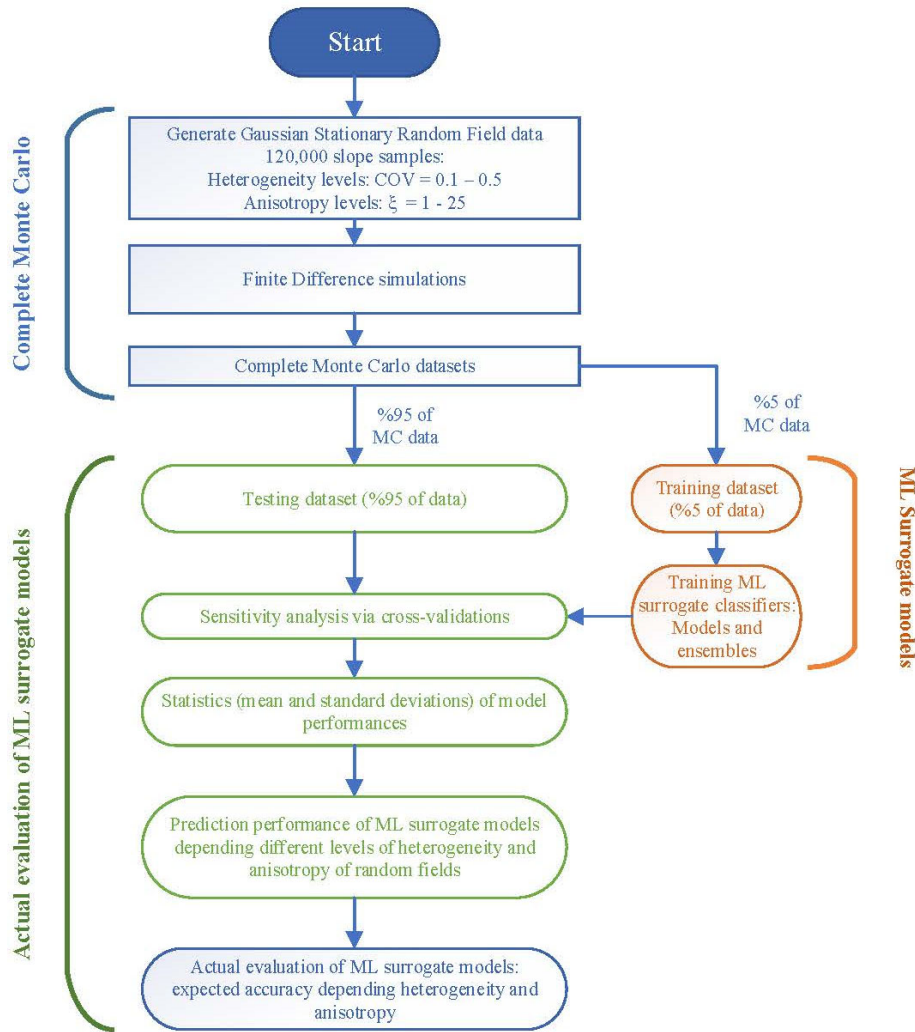 Start
Complete Monte Carlo
Generate Gaussian Stationary Random Field data
120,000 slope samples:
Heterogeneity levels: COV = 0.1 – 0.5
Anisotropy levels: ξ = 1 - 25
Finite Difference simulations
Complete Monte Carlo datasets
%95 of
MC data
%5 of
MC data
Actual evaluation of ML surrogate models
Testing dataset (%95 of data)
Training dataset
(%5 of data)
ML Surrogate models
Sensitivity analysis via cross-validations
Training ML
surrogate classifiers:
Models and
ensembles
Statistics (mean and standard deviations) of model
performances
Prediction performance of ML surrogate models
depending different levels of heterogeneity and
anisotropy of random fields
Actual evaluation of ML surrogate models:
expected accuracy depending heterogeneity and
anisotropy